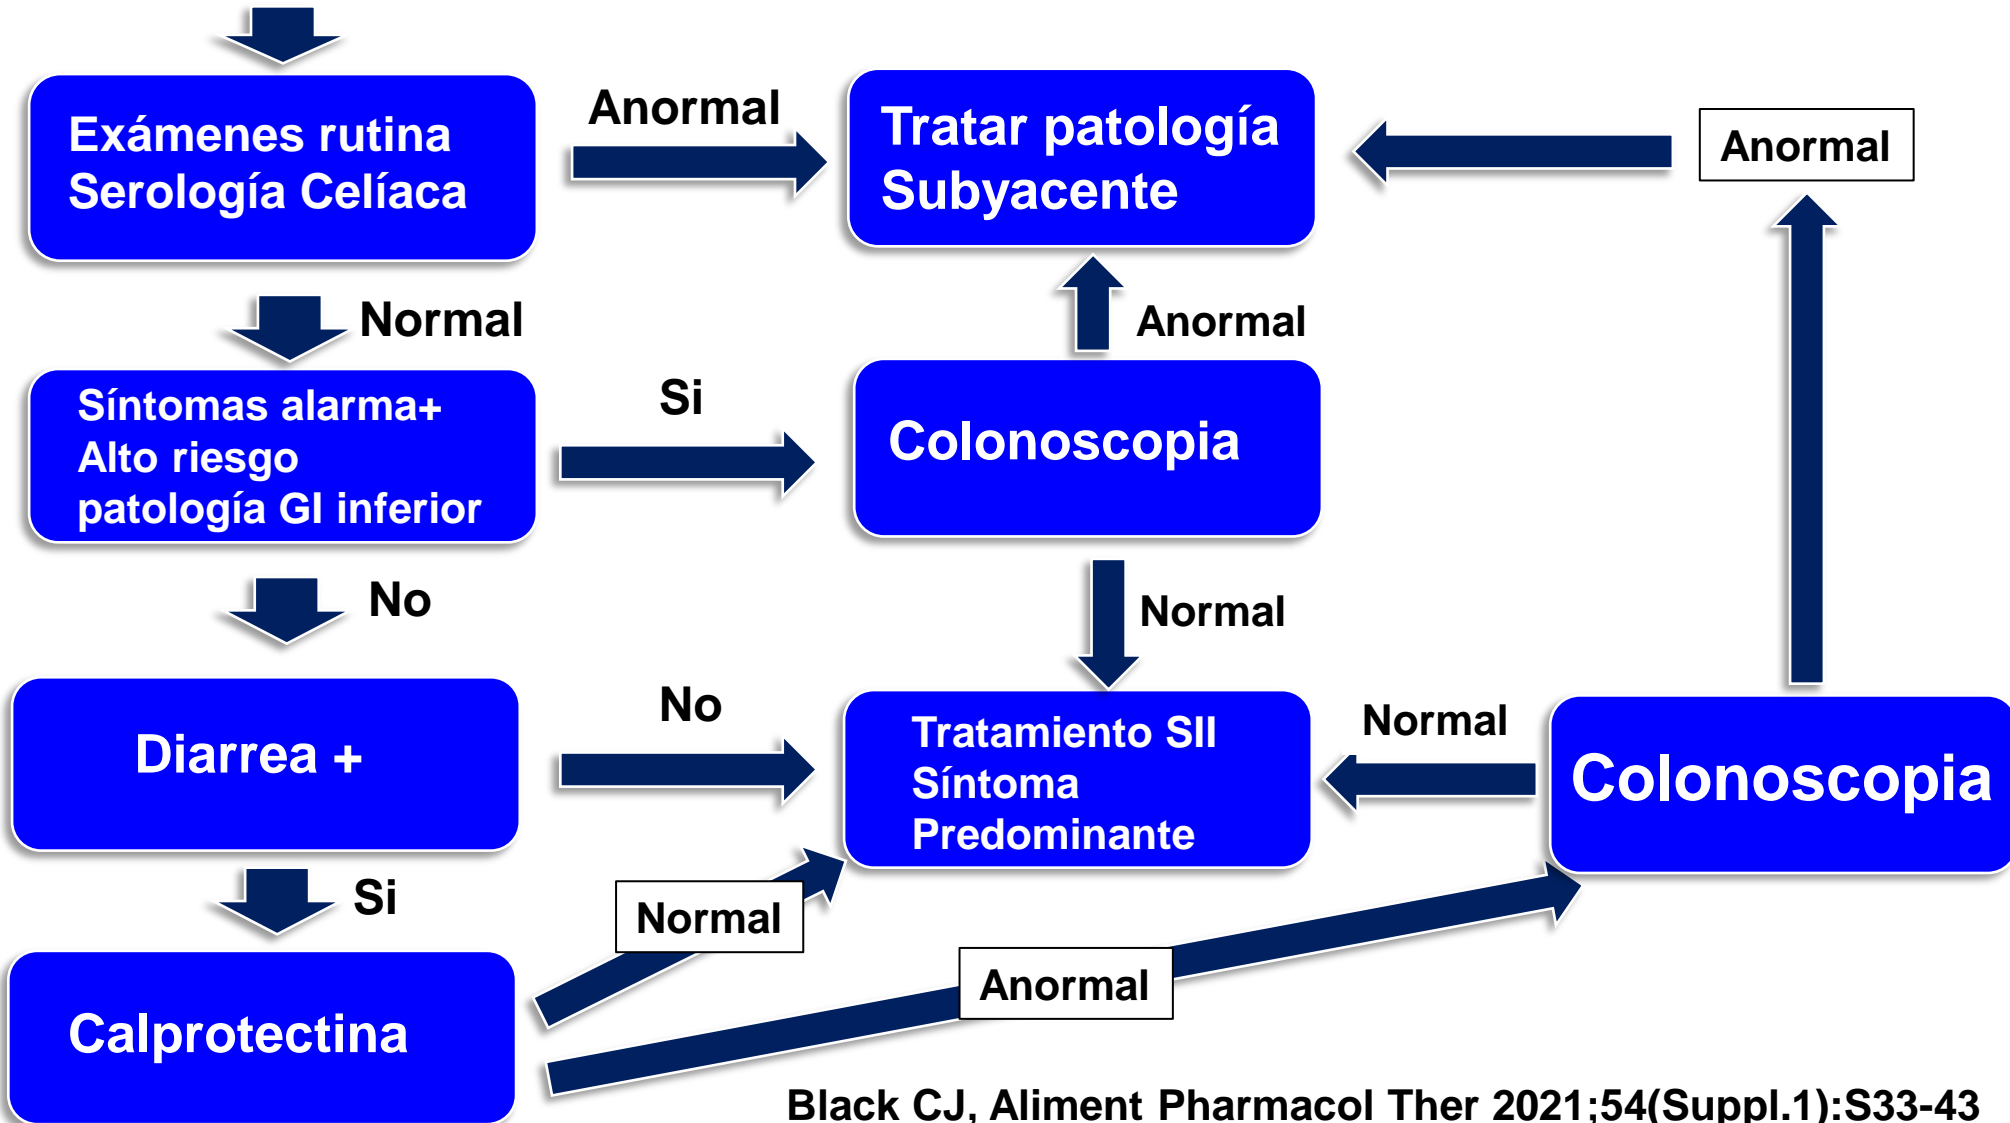 Exámenes rutina
Serología Celíaca
Anormal
Tratar patología
Subyacente
Anormal
Normal
Anormal
Síntomas alarma+
Alto riesgo
patología GI inferior
Si
Colonoscopia
No
Normal
Diarrea +
No
Tratamiento SII
Síntoma
Predominante
Normal
Colonoscopia
Si
Normal
Anormal
Calprotectina
Black CJ, Aliment Pharmacol Ther 2021;54(Suppl.1):S33-43